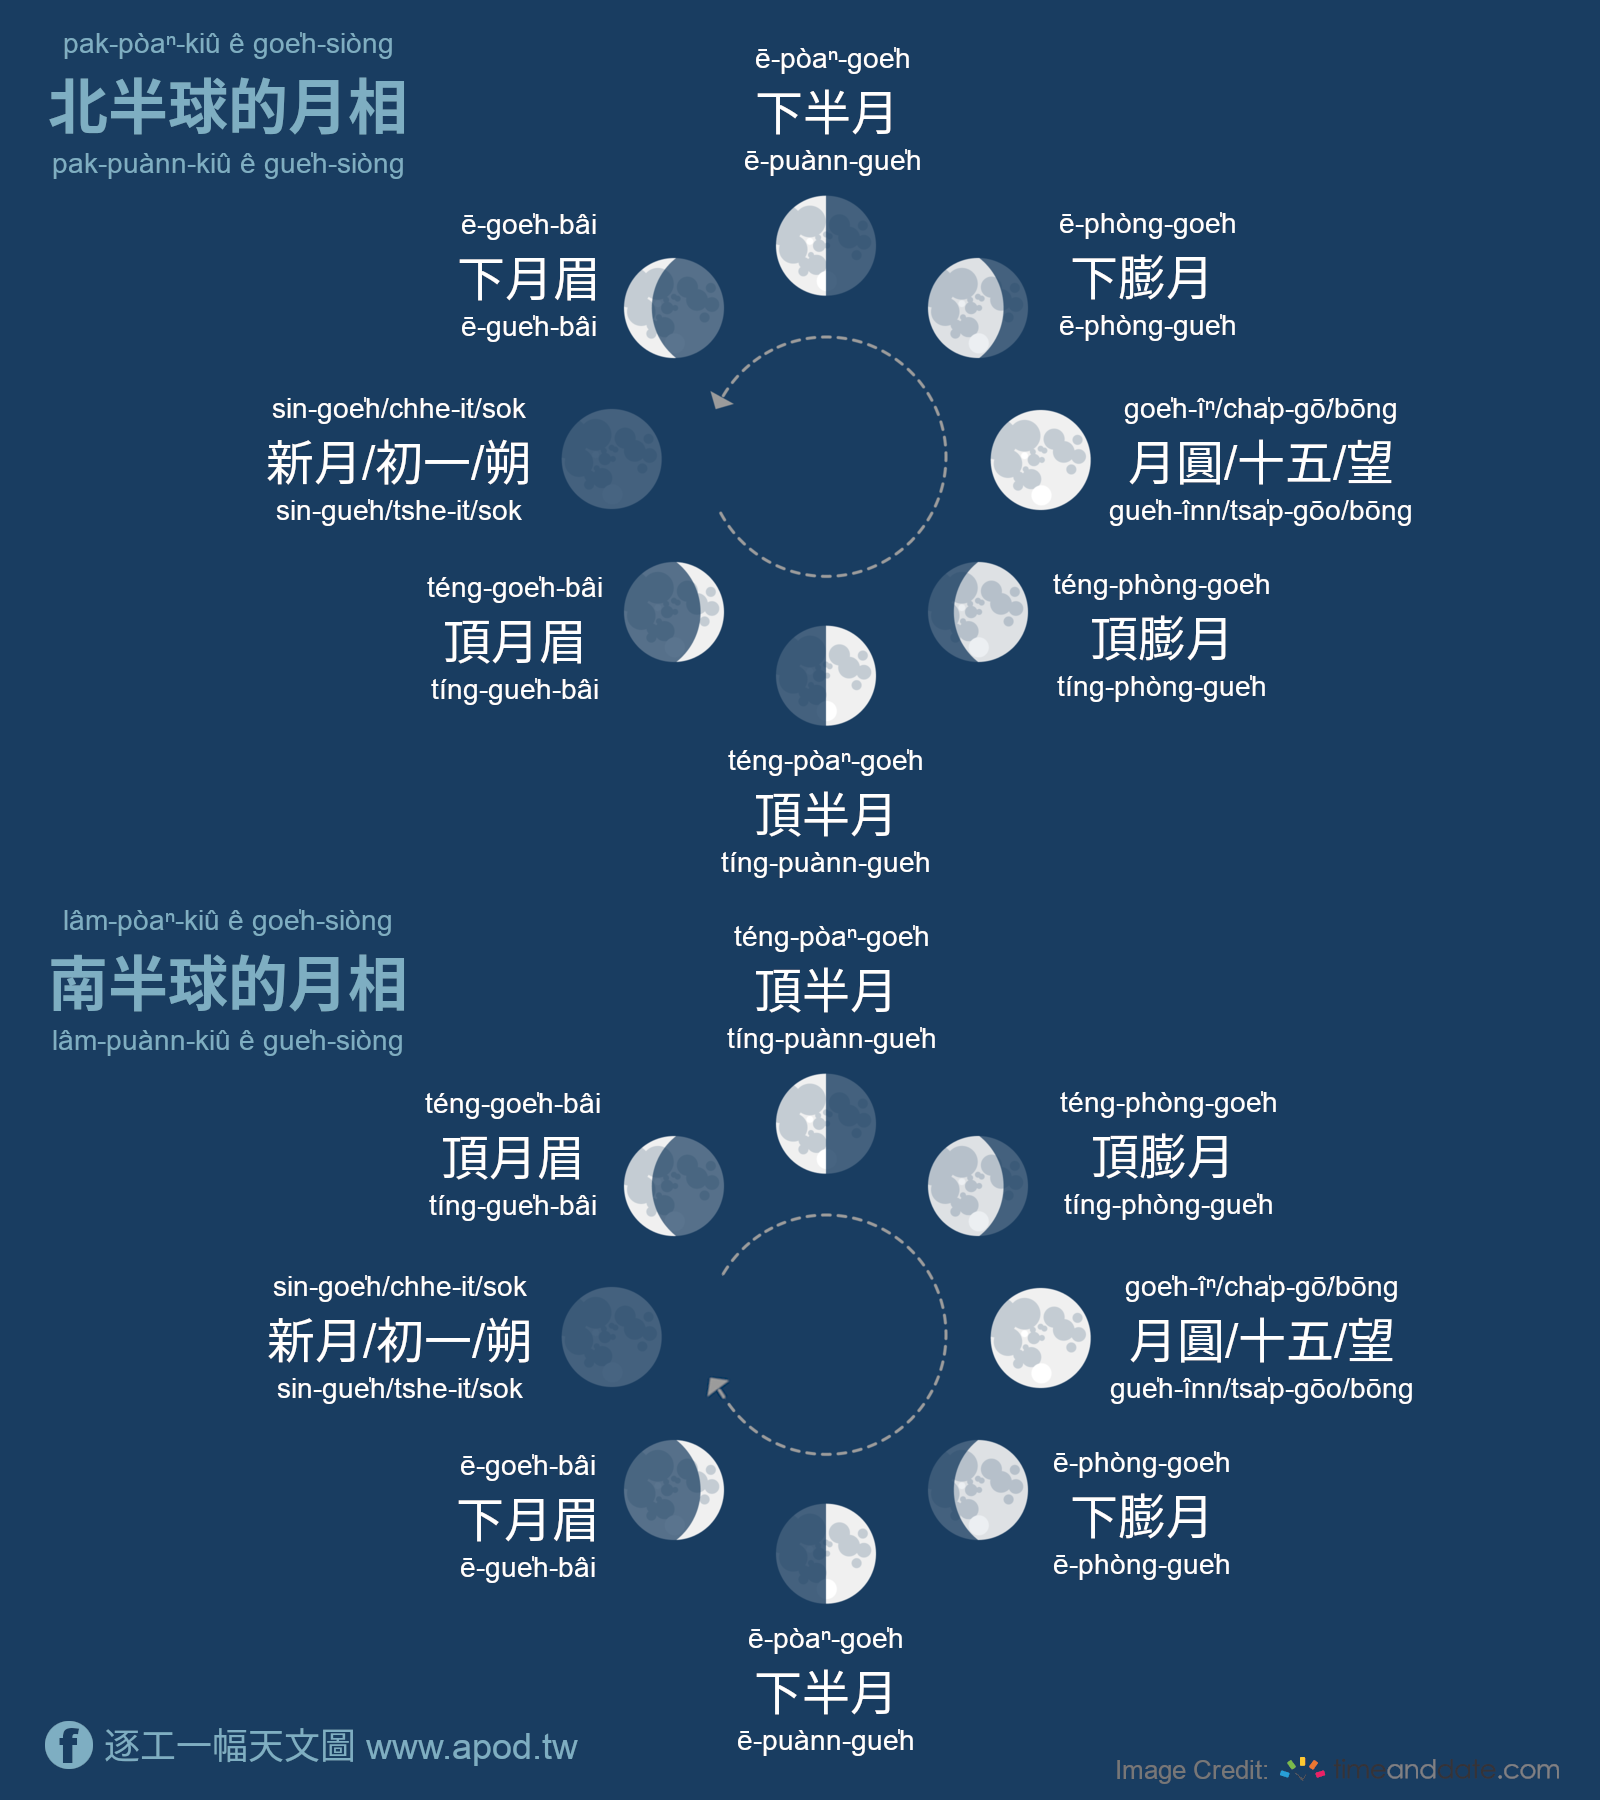 pak-pòaⁿ-kiû ê goe̍h-siòng
北半球的月相
pak-puànn-kiû ê gue̍h-siòng
ē-pòaⁿ-goe̍h
下半月
ē-puànn-gue̍h
ē-goe̍h-bâi
下月眉
ē-gue̍h-bâi
ē-phòng-goe̍h
下膨月
ē-phòng-gue̍h
sin-goe̍h/chhe-it/sok
新月/初一/朔
sin-gue̍h/tshe-it/sok
goe̍h-îⁿ/cha̍p-gō͘/bōng
月圓/十五/望
gue̍h-înn/tsa̍p-gōo/bōng
téng-goe̍h-bâi
頂月眉
tíng-gue̍h-bâi
téng-phòng-goe̍h
頂膨月
tíng-phòng-gue̍h
téng-pòaⁿ-goe̍h
頂半月
tíng-puànn-gue̍h
lâm-pòaⁿ-kiû ê goe̍h-siòng
南半球的月相
lâm-puànn-kiû ê gue̍h-siòng
téng-pòaⁿ-goe̍h
頂半月
tíng-puànn-gue̍h
téng-goe̍h-bâi
頂月眉
tíng-gue̍h-bâi
téng-phòng-goe̍h
頂膨月
tíng-phòng-gue̍h
sin-goe̍h/chhe-it/sok
新月/初一/朔
sin-gue̍h/tshe-it/sok
goe̍h-îⁿ/cha̍p-gō͘/bōng
月圓/十五/望
gue̍h-înn/tsa̍p-gōo/bōng
ē-goe̍h-bâi
下月眉
ē-gue̍h-bâi
ē-phòng-goe̍h
下膨月
ē-phòng-gue̍h
ē-pòaⁿ-goe̍h
下半月
ē-puànn-gue̍h
逐工一幅天文圖 www.apod.tw
Image Credit: timeanddate.com